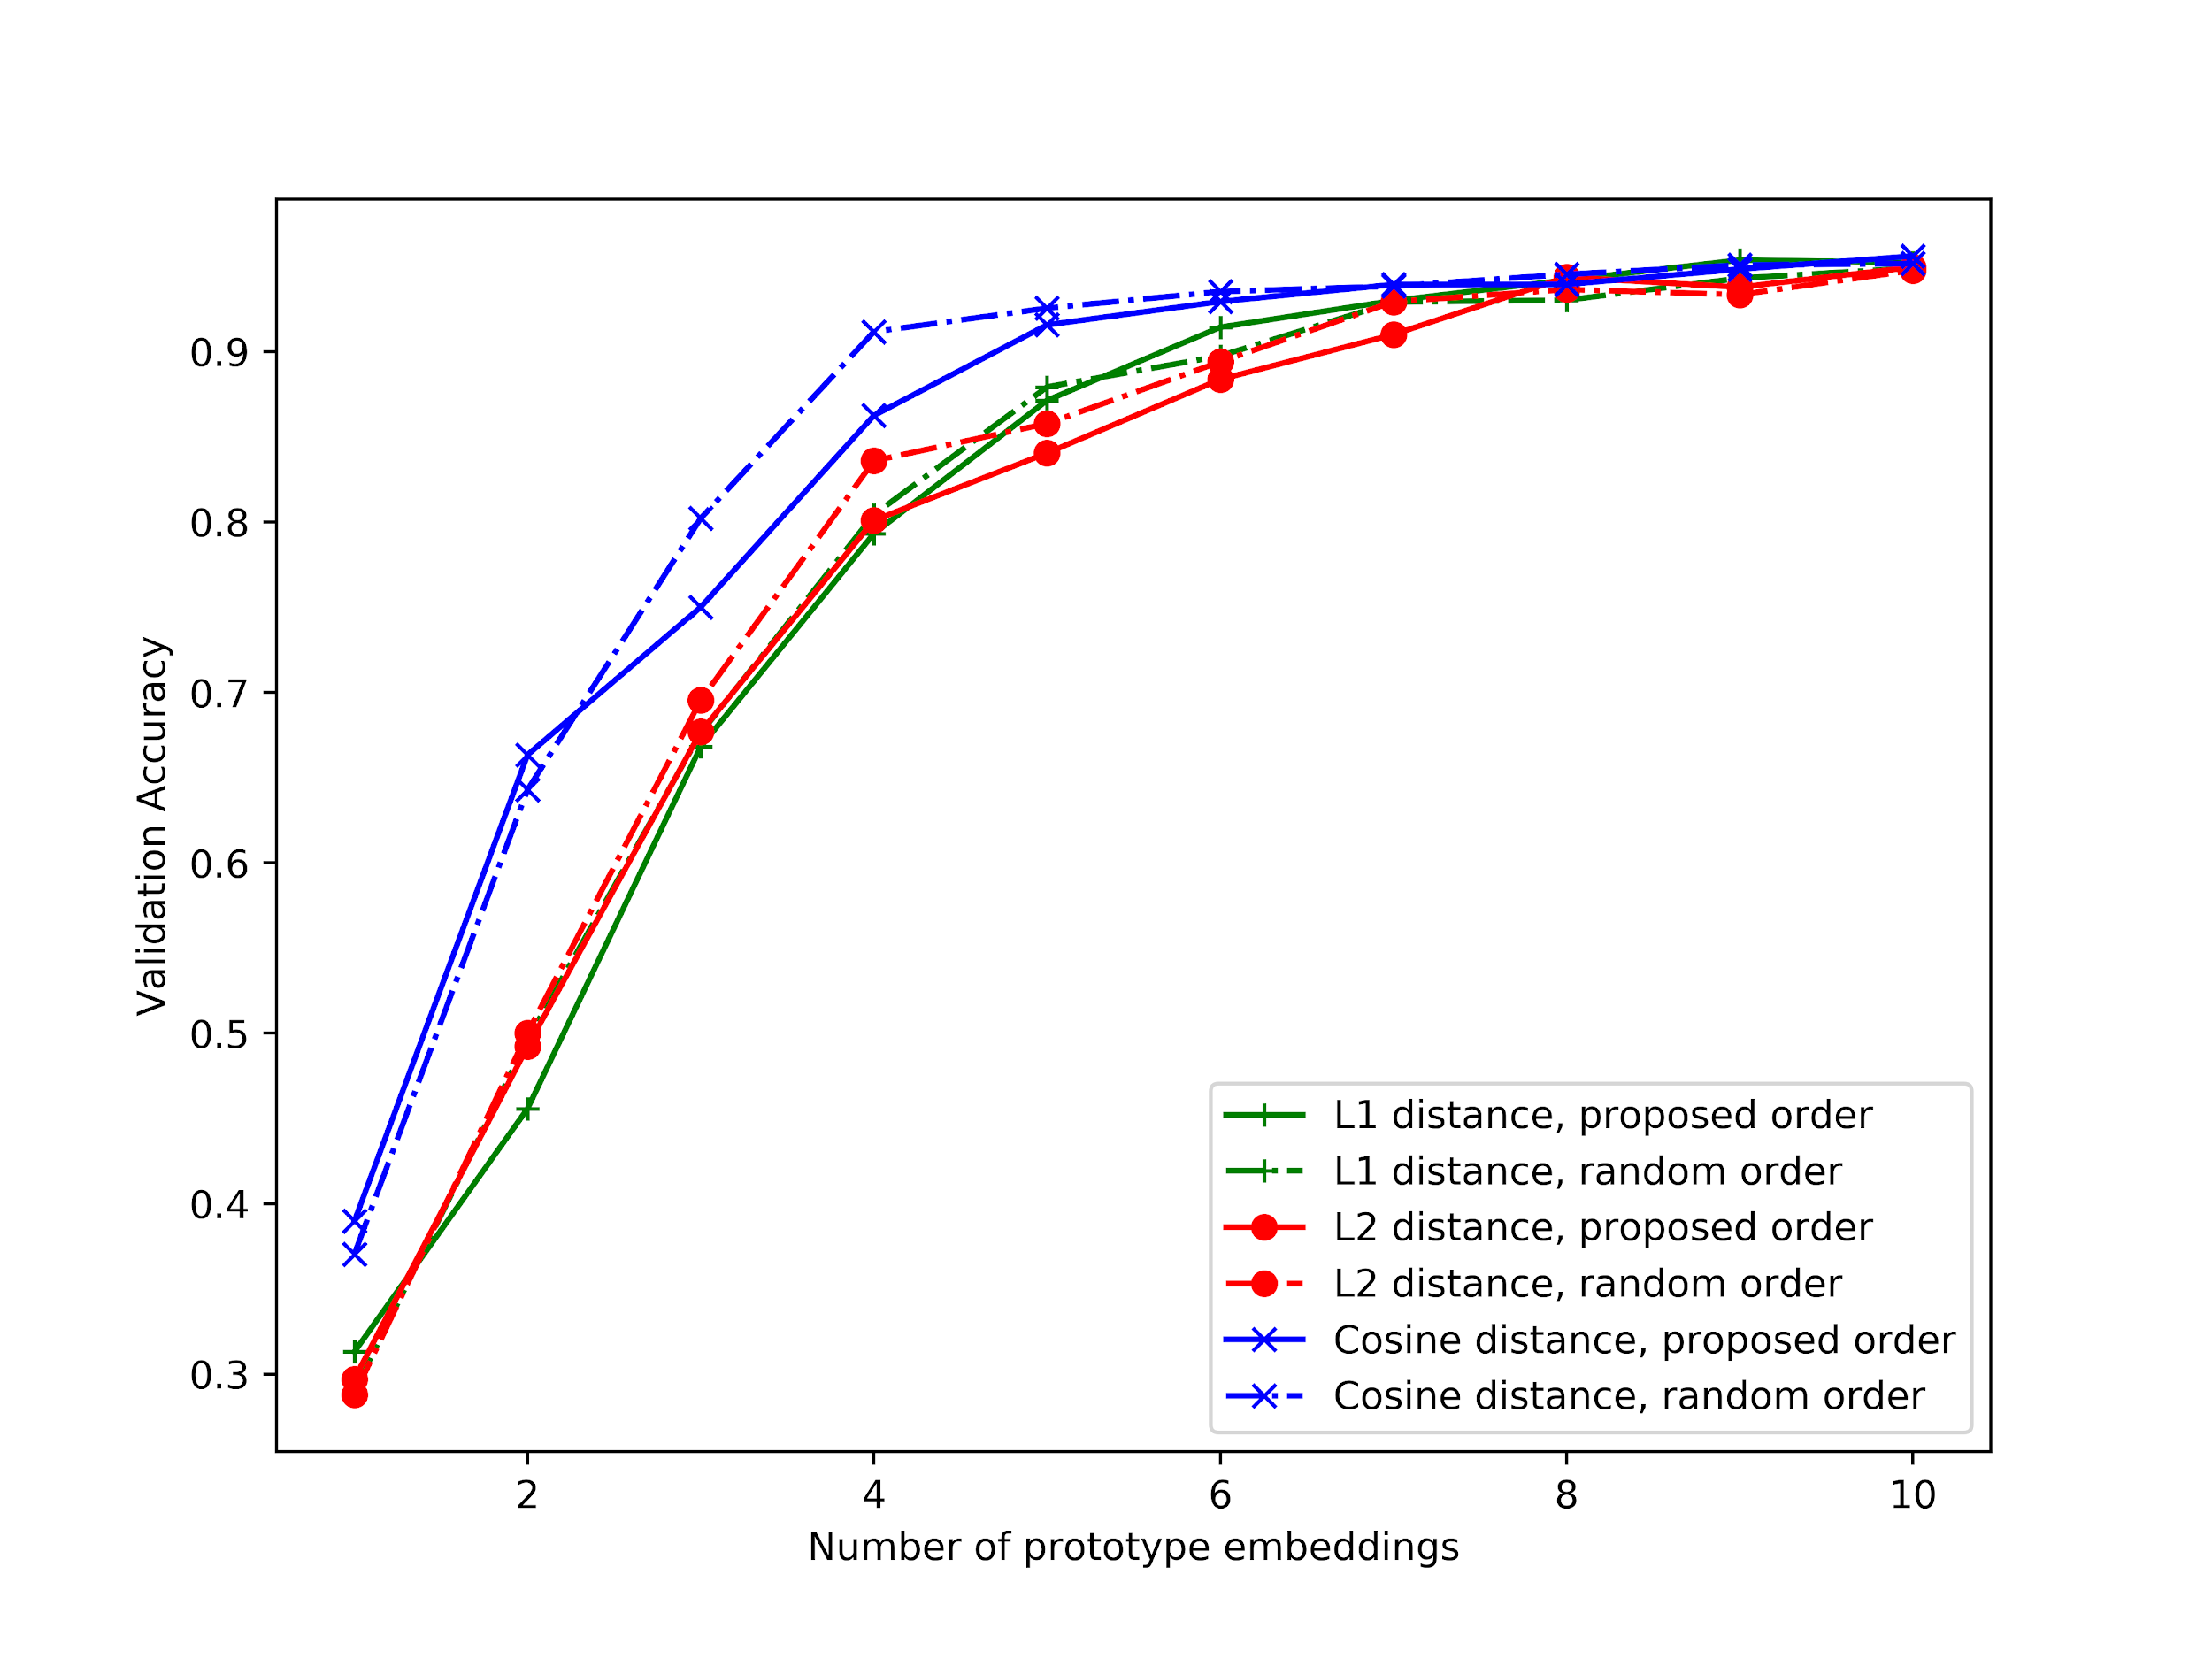 0.9
0.8
0.7
0.6
0.5
0.4
0.3
Validation Accuracy
L1 distance, proposed order
L1 distance, random order
L2 distance, proposed order
L2 distance, random order
Cosine distance, proposed order
Cosine distance, random order
2 4 6 8 10
Number of prototype embeddings